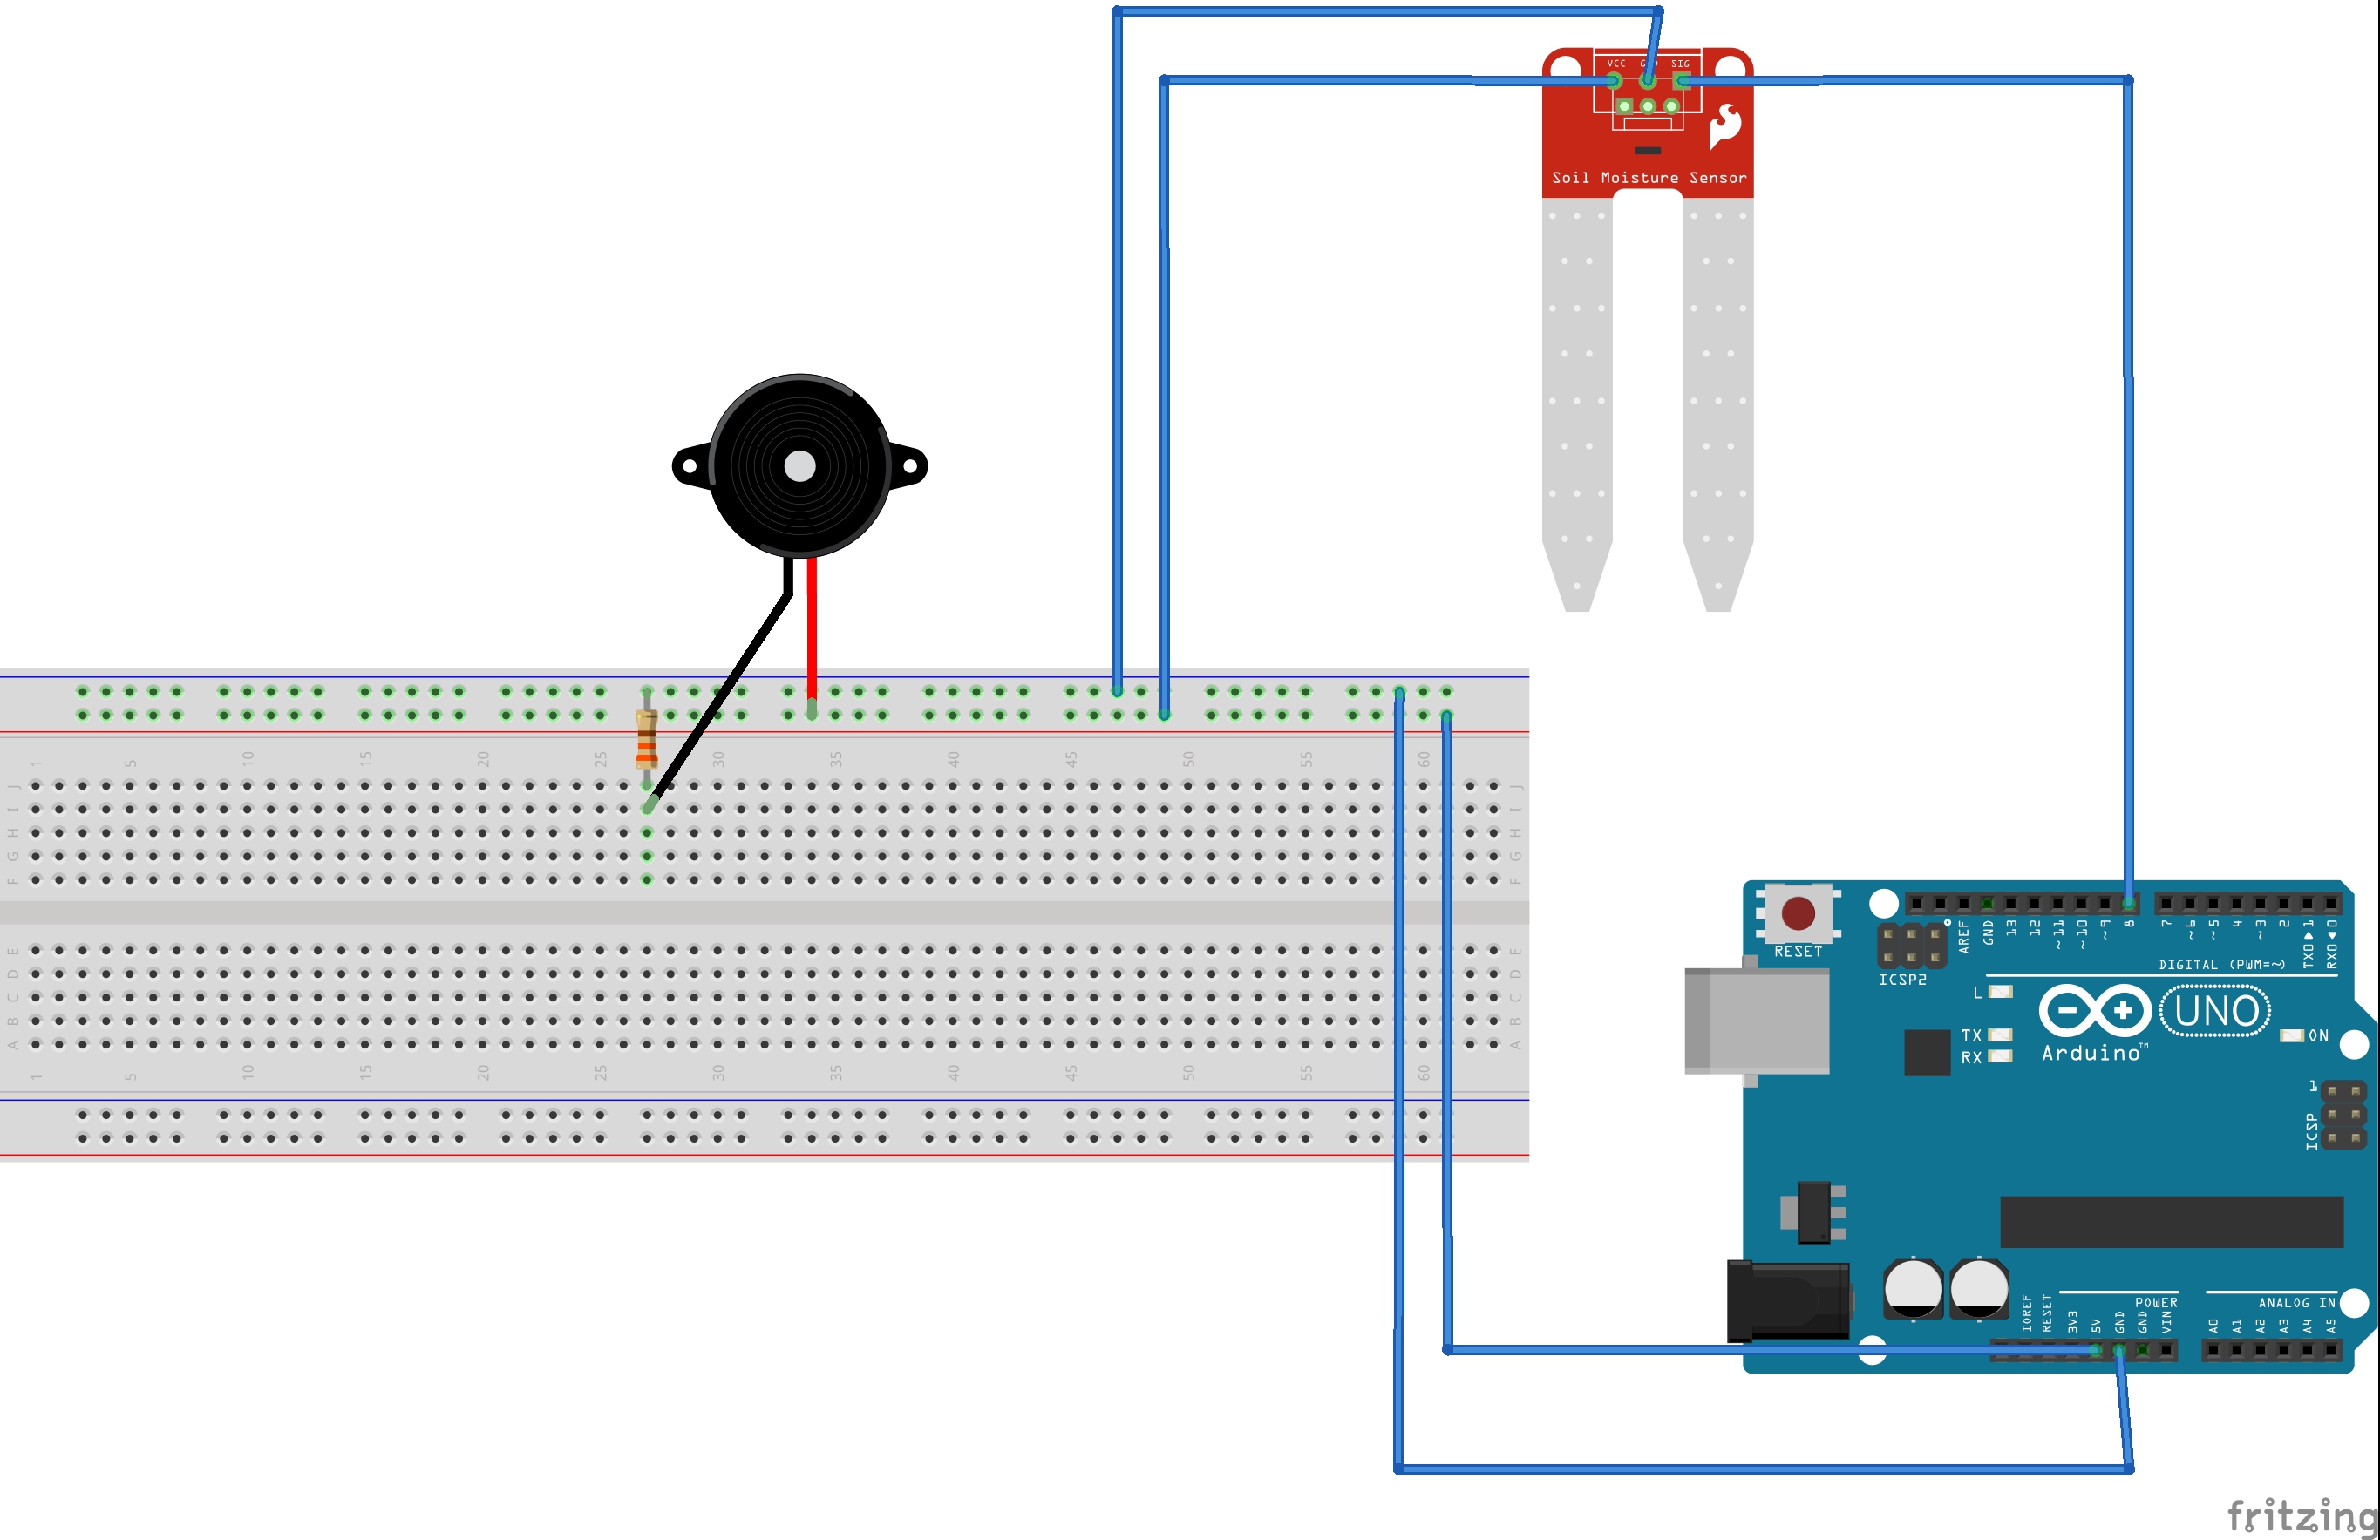 VCC GND SIG
Soil Moisture Sensor
1 5 10 15 20 25 30 35 40 45 50 55 60
J J
I I
H H
G G
F F
E E
D D
C C
B B
A A
1 5 10 15 20 25 30 35 40 45 50 55 60
RESET
ICSP2
AREF GND 13 12 ~11 ~10 ~9 8 7 ~6 ~5 4 ~3 2 TX0▶1 RX0◀0
DIGITAL (PWM=~)
L
TX
RX
UNO
Arduino™
ON
1
ICSP
POWER
ANALOG IN
IOREF RESET 3V3 5V GND GND VIN A0 A1 A2 A3 A4 A5
fritzing